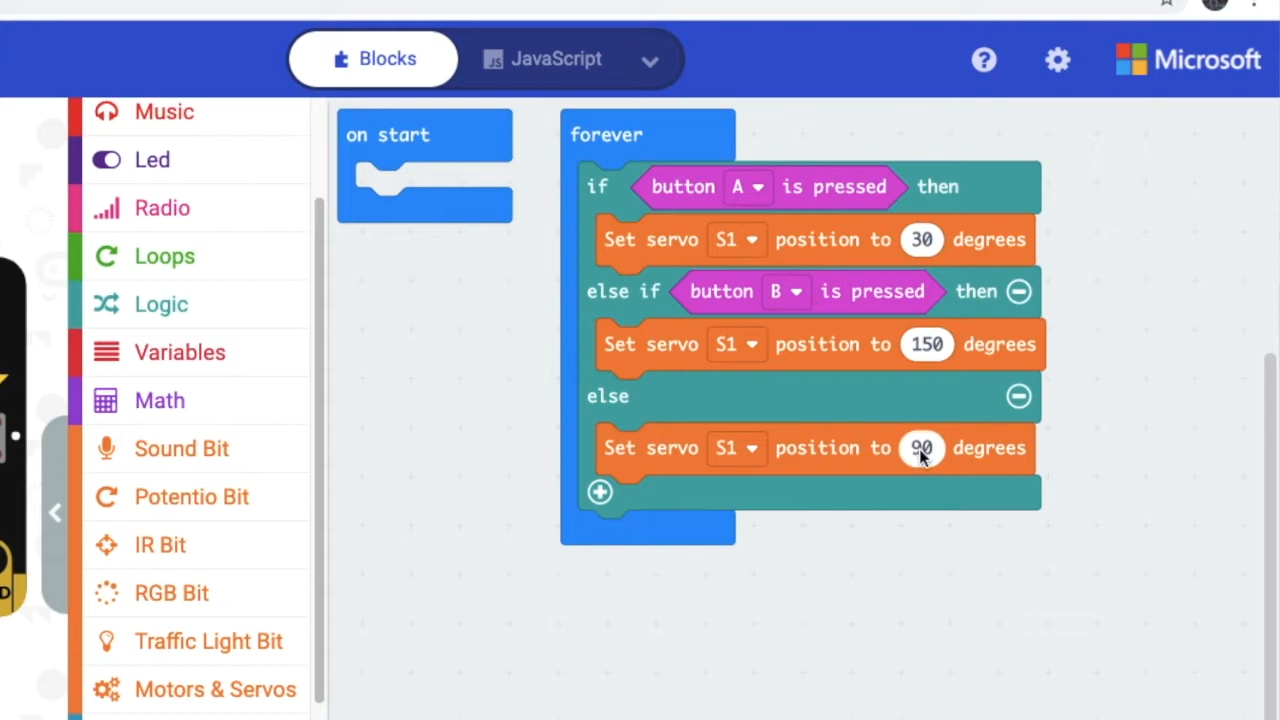 Blocks
JS JavaScript
?
Microsoft
Music
Led
Radio
Loops
Logic
Variables
Math
Sound Bit
Potentio Bit
IR Bit
RGB Bit
Traffic Light Bit
Motors & Servos
on start
forever
if button A is pressed then
Set servo S1 position to 30 degrees
else if button B is pressed then
Set servo S1 position to 150 degrees
else
Set servo S1 position to 90 degrees
D